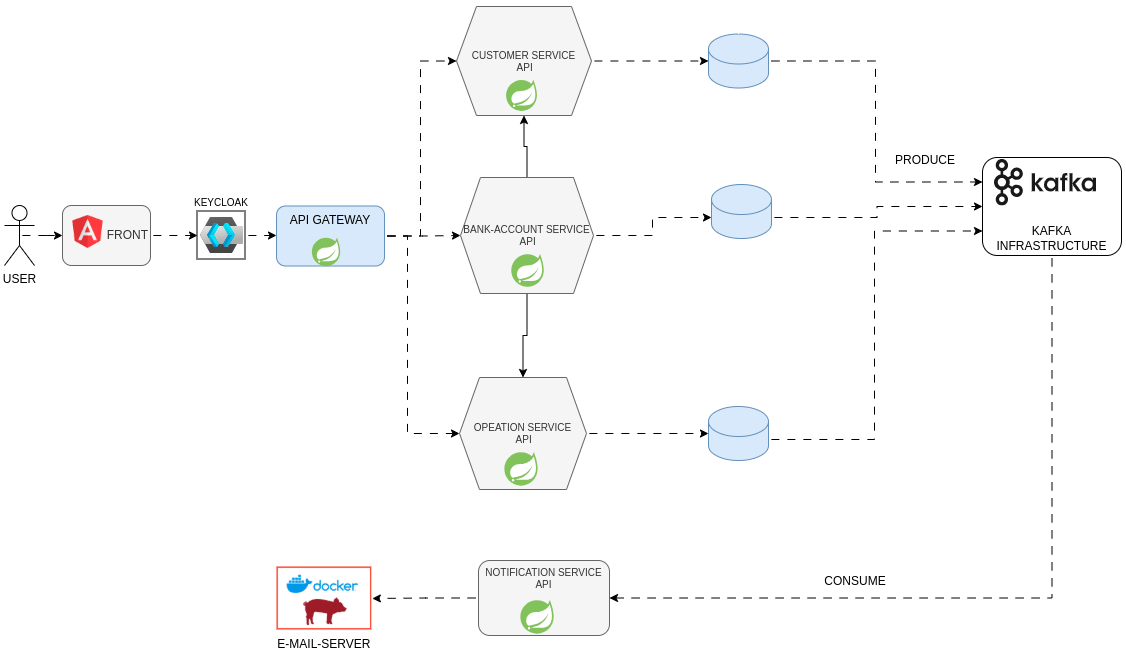 CUSTOMER SERVICE
API
PRODUCE
kafka
KAFKA
INFRASTRUCTURE
KEYCLOAK
API GATEWAY
FRONT
USER
BANK-ACCOUNT SERVICE
API
OPEATION SERVICE
API
NOTIFICATION SERVICE
API
CONSUME
docker
E-MAIL-SERVER